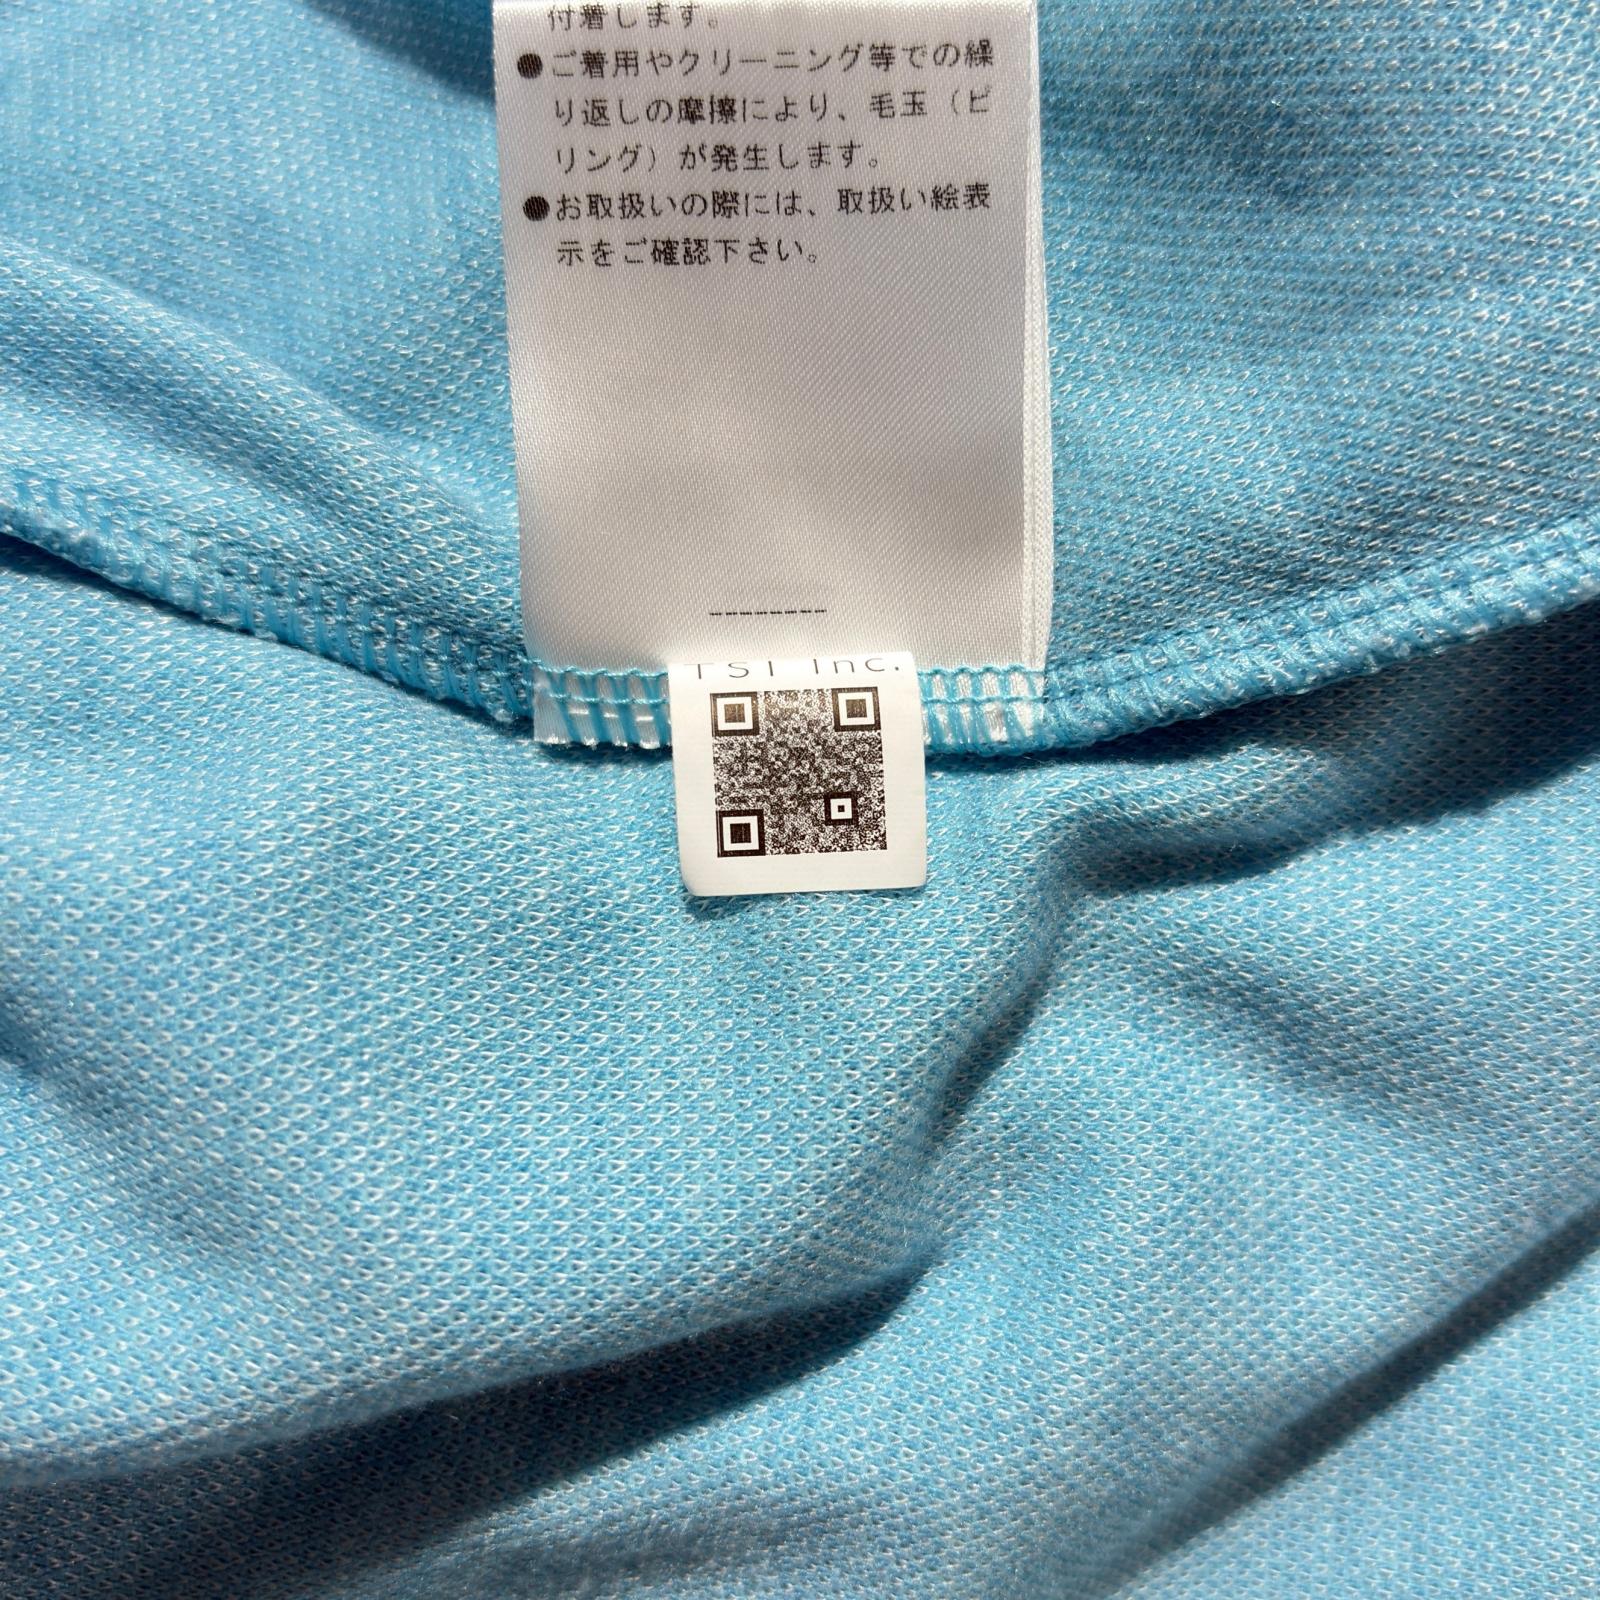 付着します。
●ご着用やクリーニング等での繰
り返しの摩擦により、毛玉（ピ
リング）が発生します。
●お取扱いの際には、取扱い絵表
示をご確認下さい。
--------
TSI Inc.